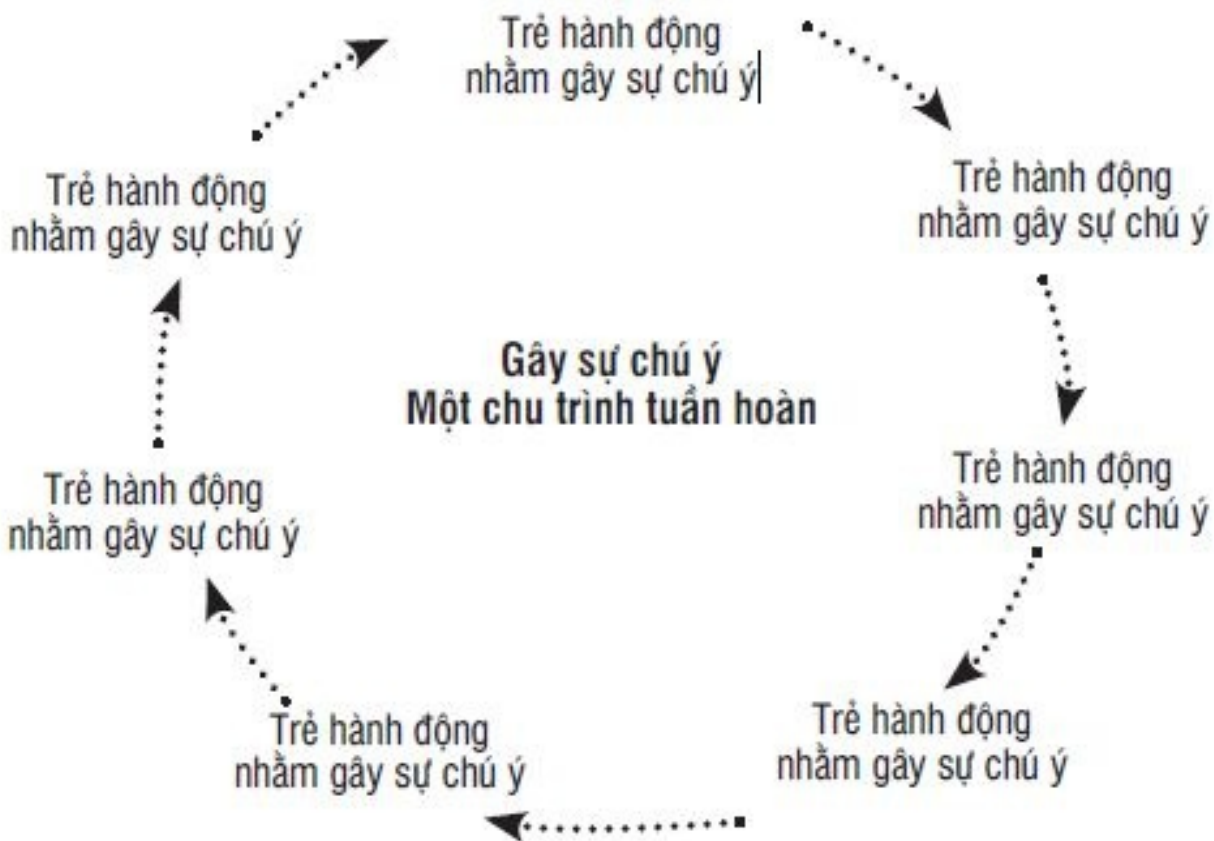 Trẻ hành động
nhằm gây sự chú ý
Trẻ hành động
nhằm gây sự chú ý
Trẻ hành động
nhằm gây sự chú ý
Trẻ hành động
nhằm gây sự chú ý
Trẻ hành động
nhằm gây sự chú ý
Trẻ hành động
nhằm gây sự chú ý
Trẻ hành động
nhằm gây sự chú ý
Gây sự chú ý
Một chu trình tuần hoàn